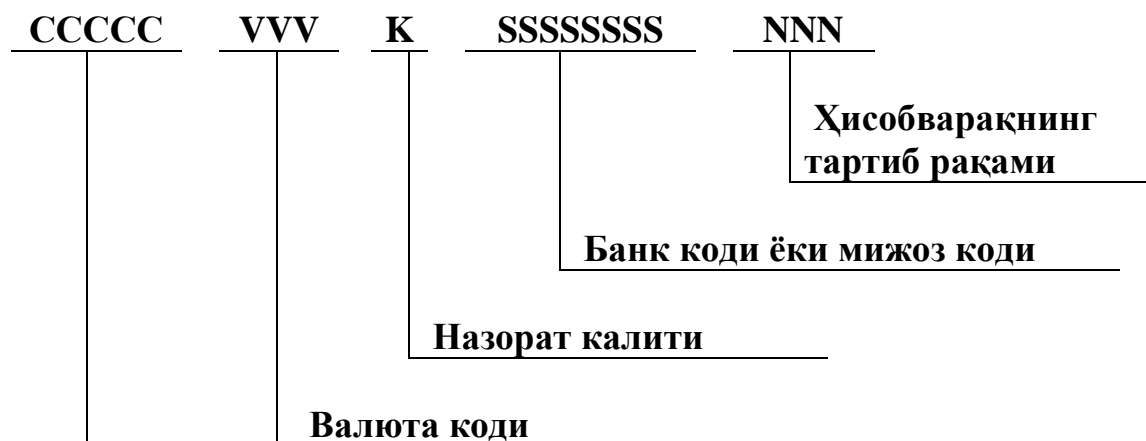 CCCCC VVV K SSSSSSSS NNN
Ҳисобварақнинг
тартиб рақами
Банк коди ёки мижоз коди
Назорат калити
Валюта коди